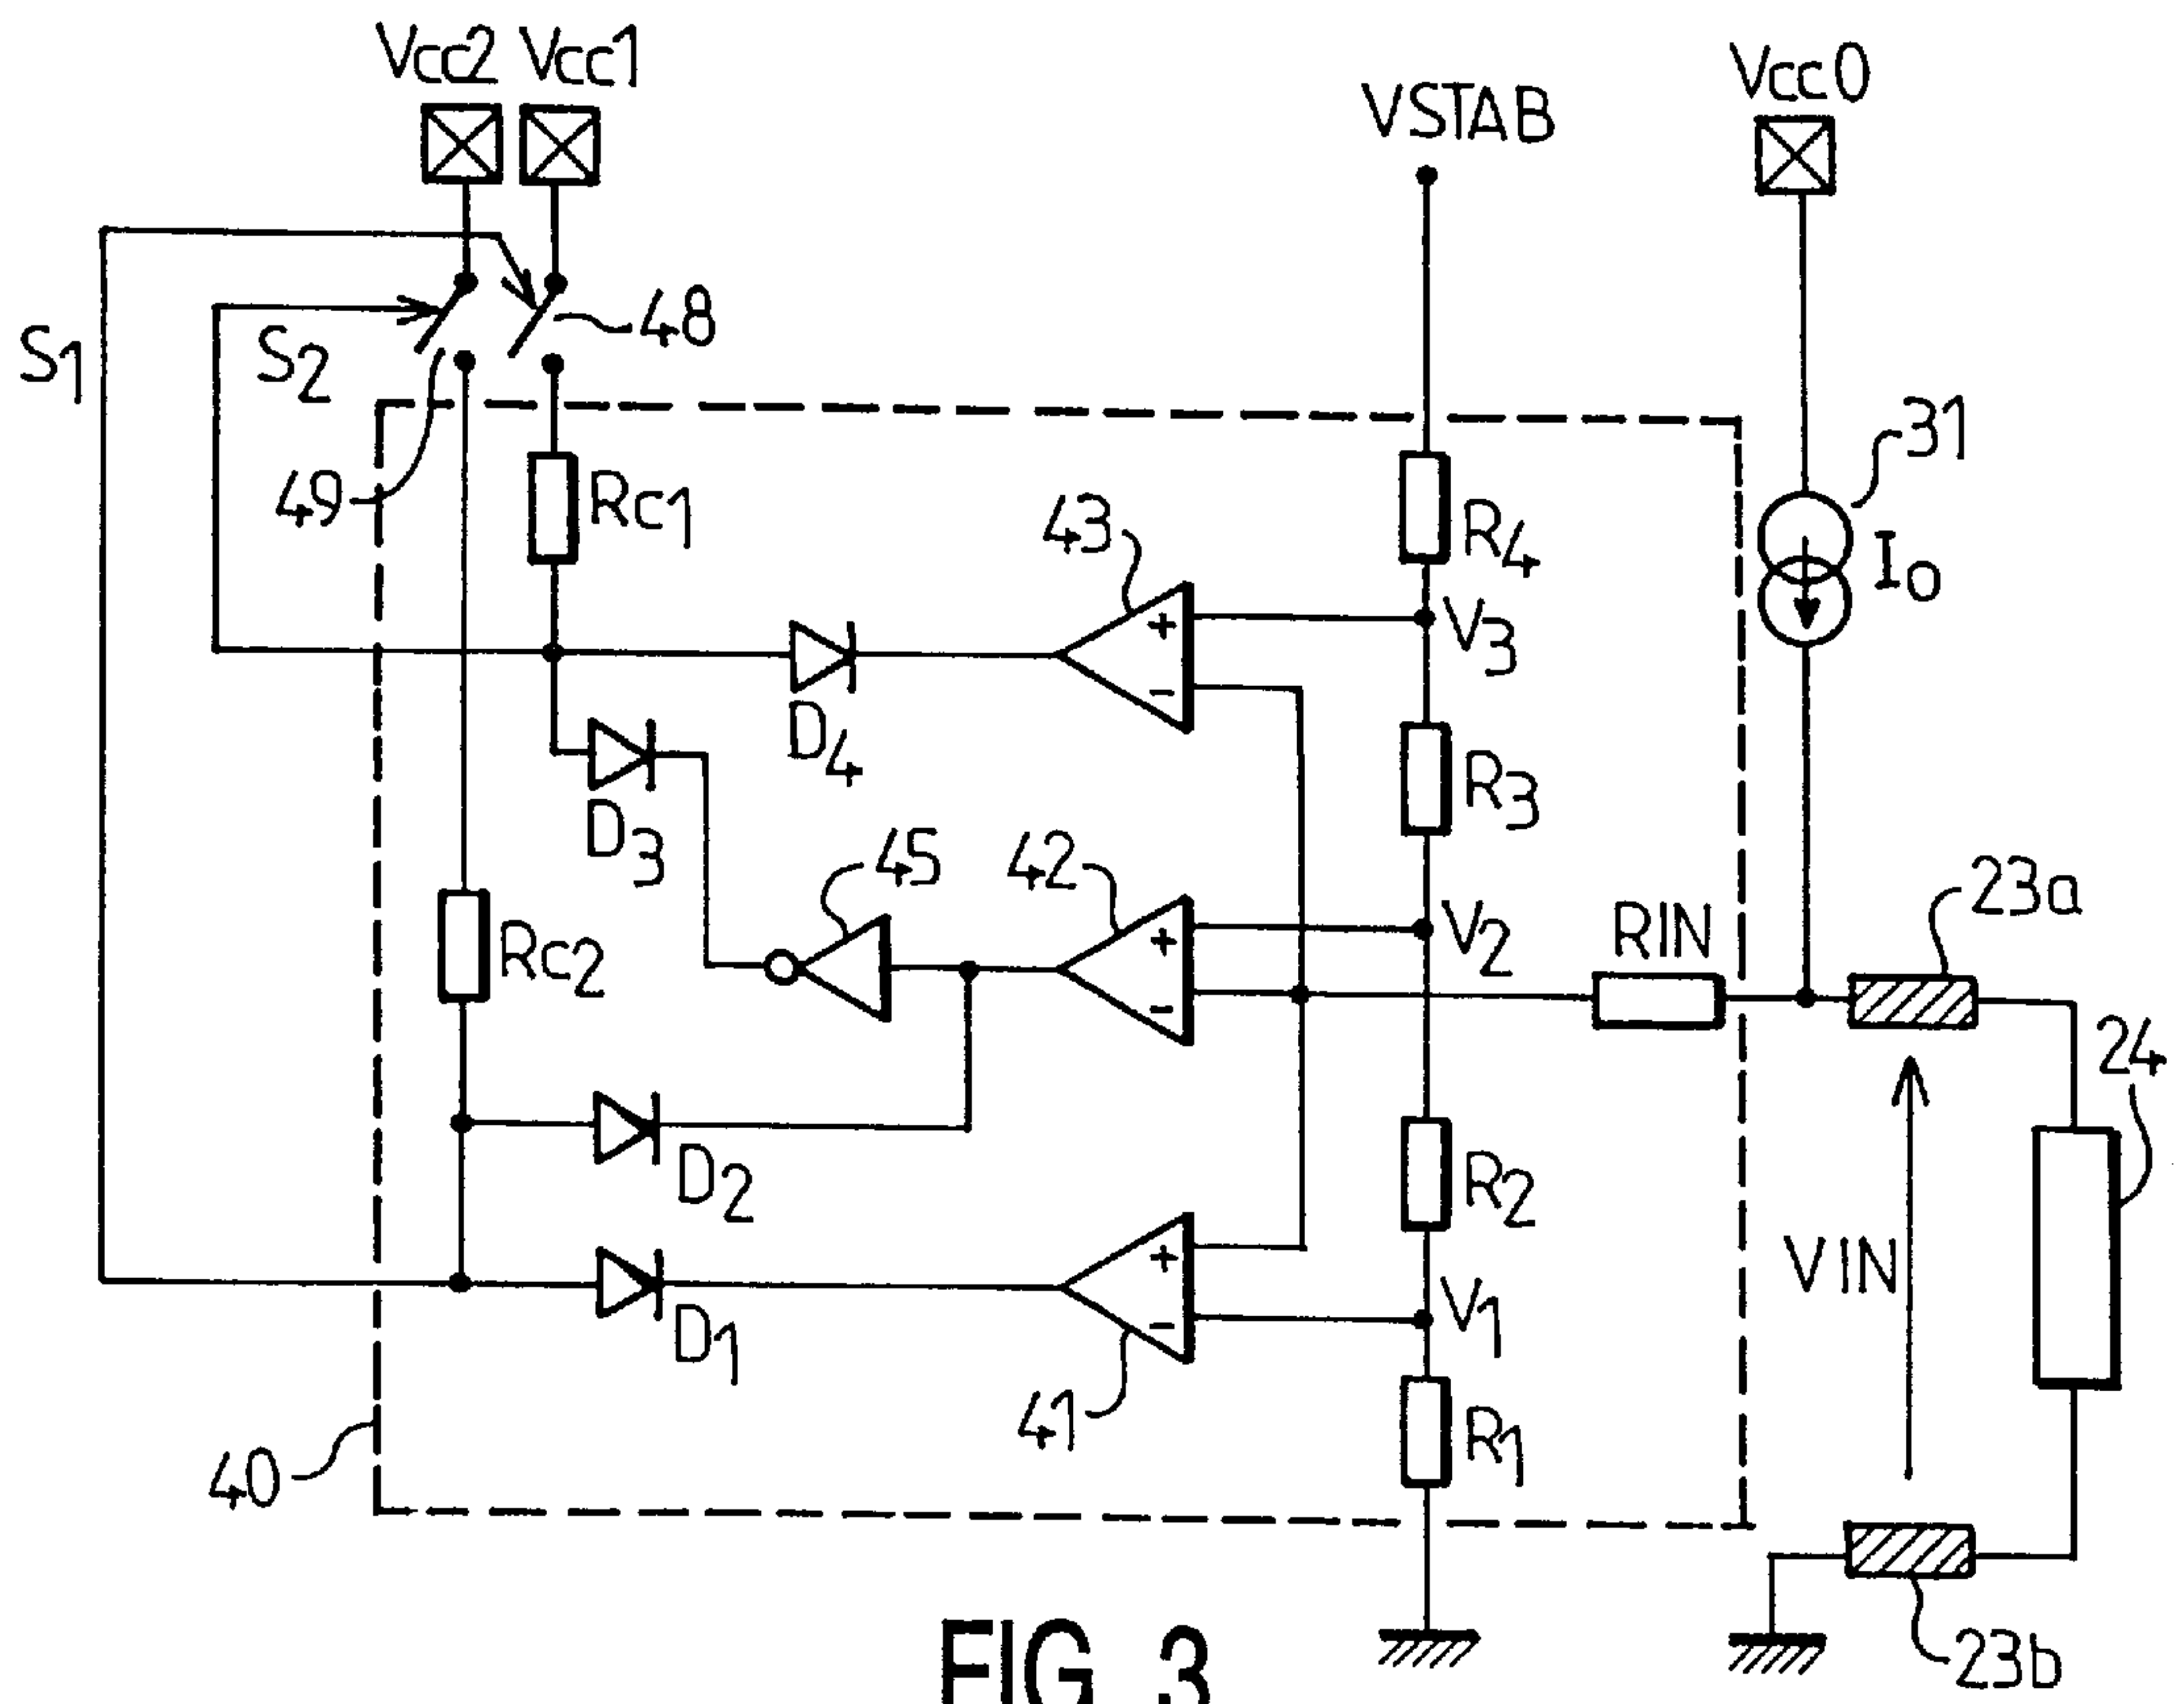 Vcc2 Vcc1
VSTAB
Vcc0
S1
S2
48
49
Rc1
43
R4
31
Io
+
V3
-
D4
D3
R3
45
42
23a
Rc2
+
V2
RIN
-
24
D2
R2
VIN
+
D1
-
V1
41
R1
40
23b
FIG. 3